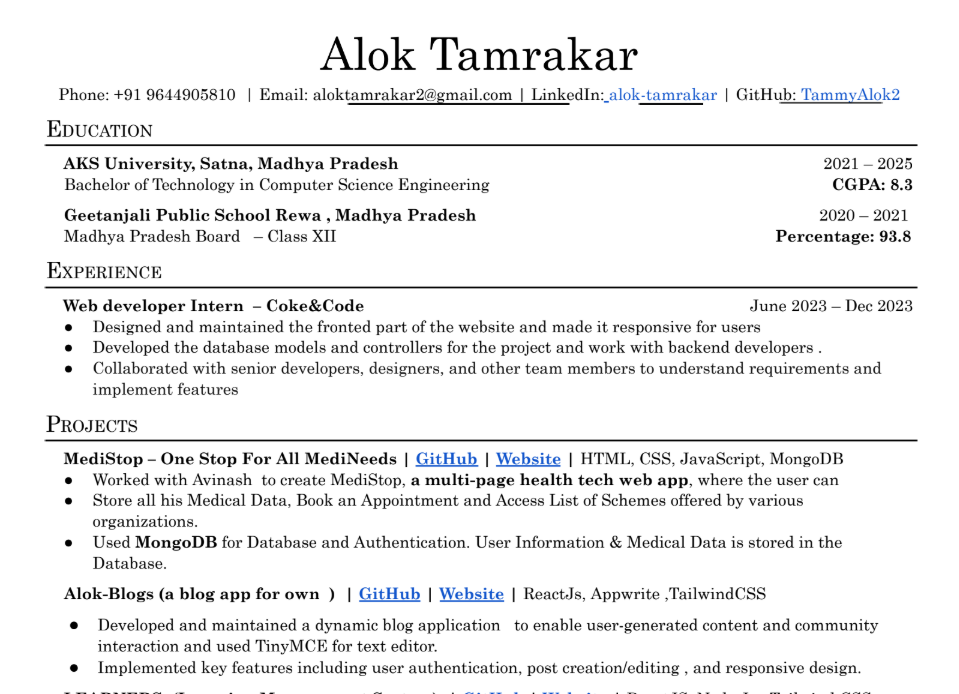 Alok Tamrakar
Phone: +91 9644905810 | Email: aloktamrakar2@gmail.com | LinkedIn: alok-tamrakar | GitHub: TammyAlok2
EDUCATION
AKS University, Satna, Madhya Pradesh 2021 – 2025
Bachelor of Technology in Computer Science Engineering CGPA: 8.3
Geetanjali Public School Rewa , Madhya Pradesh 2020 – 2021
Madhya Pradesh Board – Class XII Percentage: 93.8
EXPERIENCE
Web developer Intern – Coke&Code June 2023 – Dec 2023
● Designed and maintained the fronted part of the website and made it responsive for users
● Developed the database models and controllers for the project and work with backend developers .
● Collaborated with senior developers, designers, and other team members to understand requirements and
implement features
PROJECTS
MediStop – One Stop For All MediNeeds | GitHub | Website | HTML, CSS, JavaScript, MongoDB
● Worked with Avinash to create MediStop, a multi-page health tech web app, where the user can
● Store all his Medical Data, Book an Appointment and Access List of Schemes offered by various
organizations.
● Used MongoDB for Database and Authentication. User Information & Medical Data is stored in the
Database.
Alok-Blogs (a blog app for own ) | GitHub | Website | ReactJs, Appwrite ,TailwindCSS
● Developed and maintained a dynamic blog application to enable user-generated content and community
interaction and used TinyMCE for text editor.
● Implemented key features including user authentication, post creation/editing , and responsive design.